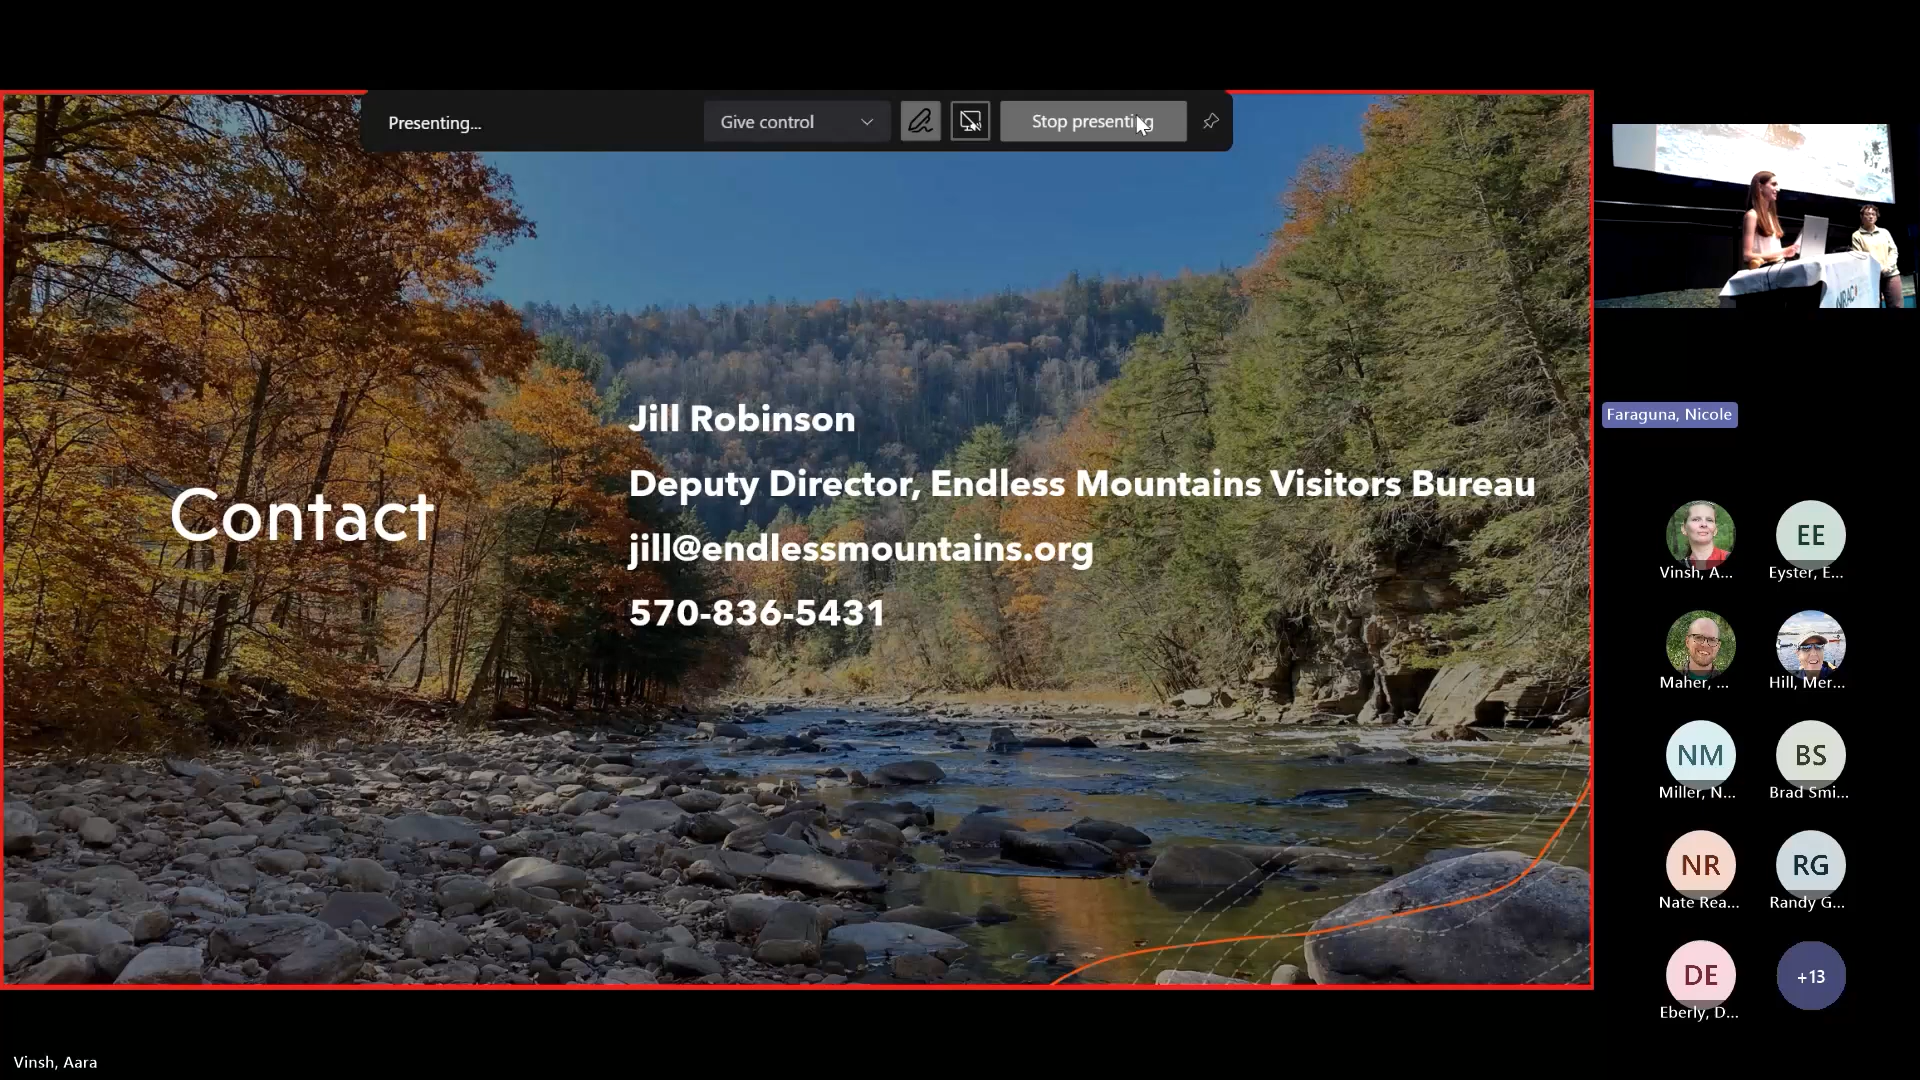 Presenting...
Give control
Stop presenting
Contact
Jill Robinson
Deputy Director, Endless Mountains Visitors Bureau
jill@endlessmountains.org
570-836-5431
Faraguna, Nicole
Vinsh, A...
EE
Eyster, E...
Maher, ...
Hill, Mer...
NM
Miller, N...
BS
Brad Smi...
NR
Nate Rea...
RG
Randy G...
DE
Eberly, D...
+13
Vinsh, Aara